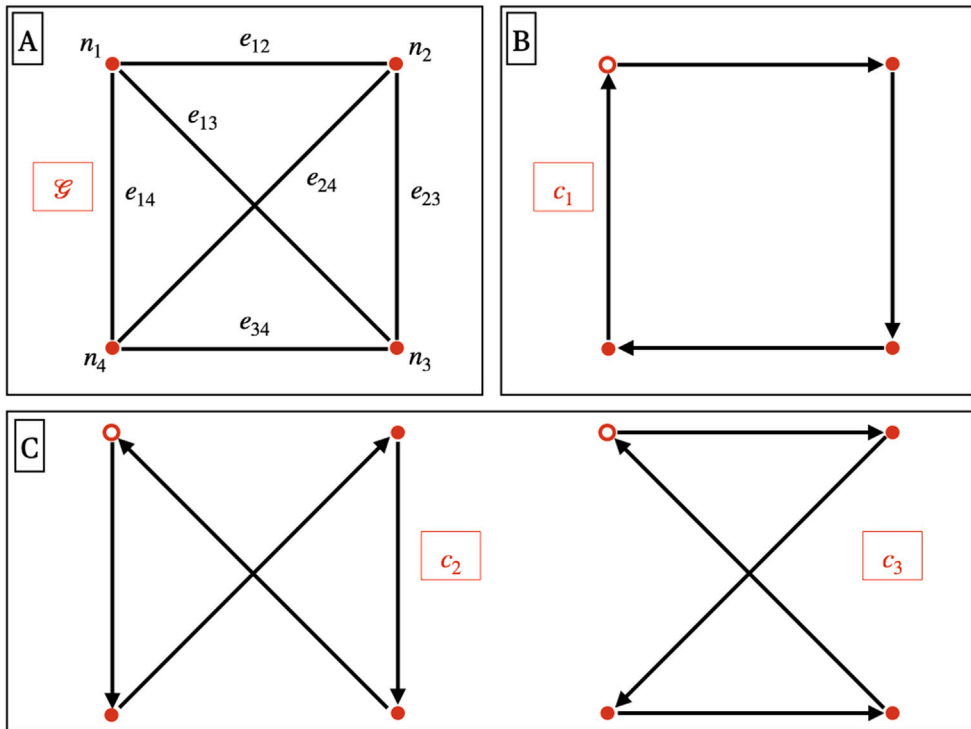 A
n₁
e₁₂
n₂
e₁₃
𝒢
e₁₄
e₂₄
e₂₃
e₃₄
n₄
n₃
B
c₁
C
c₂
c₃